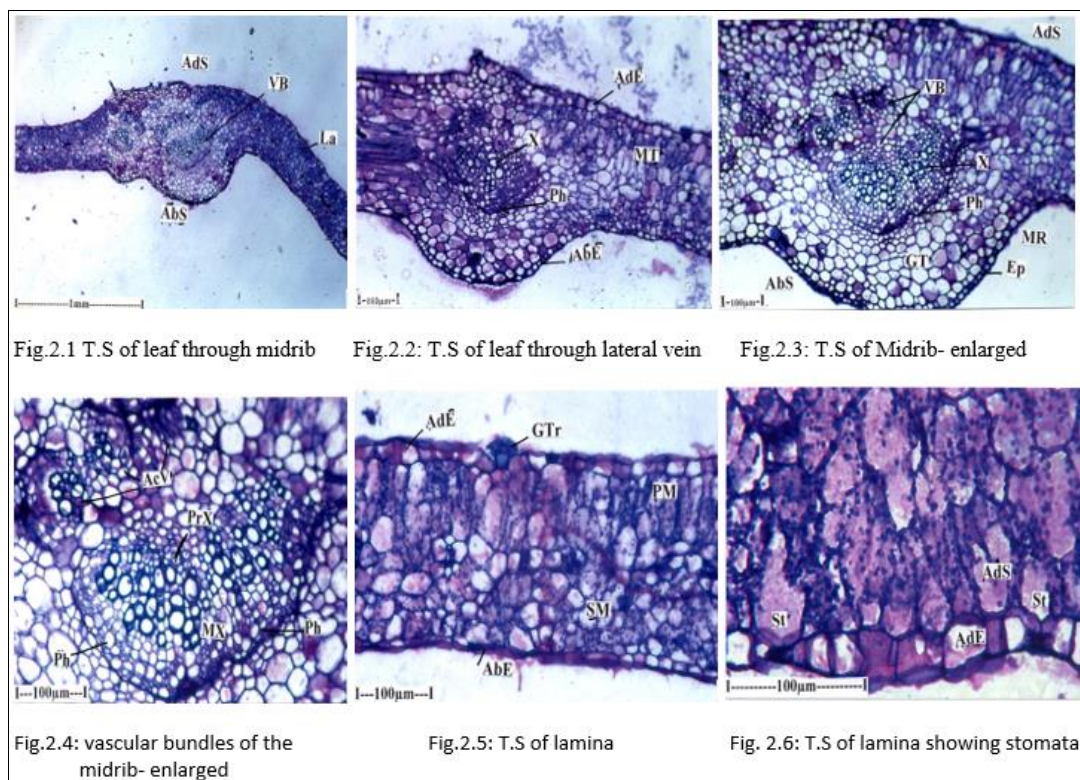 AdS
VB
La
AbS
I---------------1mm---------------I
Fig.2.1 T.S of leaf through midrib
AdE
X
MT
Ph
AbE
I-100µm-I
Fig.2.2: T.S of leaf through lateral vein
AdS
VB
X
Ph
MR
GT
Ep
AbS
I-100µm-I
Fig.2.3: T.S of Midrib- enlarged
AcVt
PrX
MX
Ph
Ph
I---100µm---I
Fig.2.4: vascular bundles of the
midrib- enlarged
AdE
GTr
PM
SM
AbE
I---100µm----I
Fig.2.5: T.S of lamina
AdS
St
St
AdE
I----------100µm----------I
Fig. 2.6: T.S of lamina showing stomata